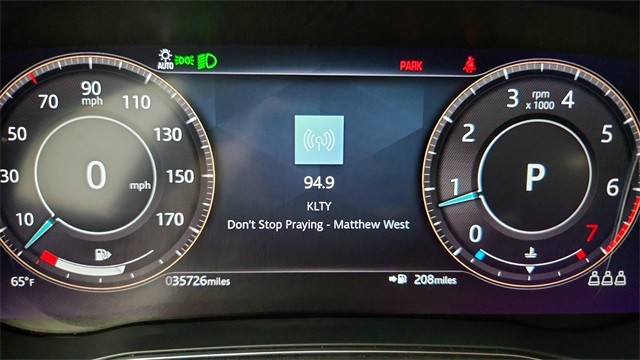 AUTO
PARK
90
mph
70
110
50
130
30
0
mph
150
10
170
94.9
KLTY
Don't Stop Praying - Matthew West
3
rpm
x 1000
4
2
5
1
P
6
0
7
65°F
035726miles
208miles